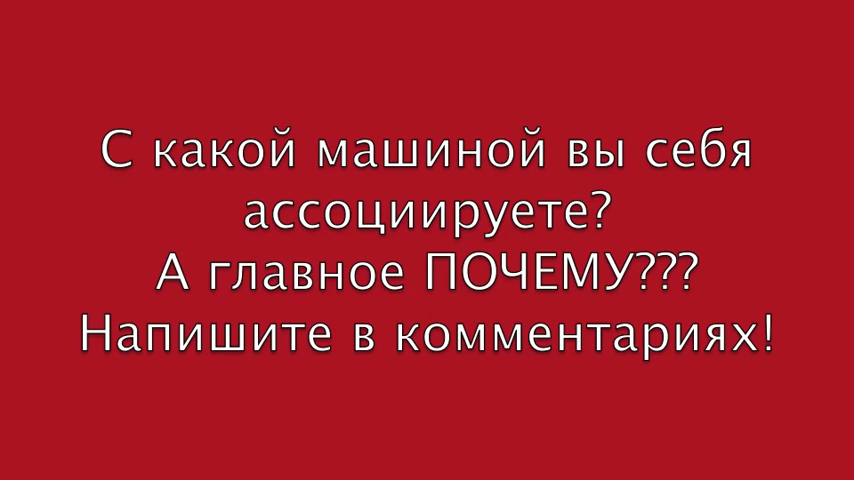 С какой машиной вы себя
ассоциируете?
А главное ПОЧЕМУ???
Напишите в комментариях!